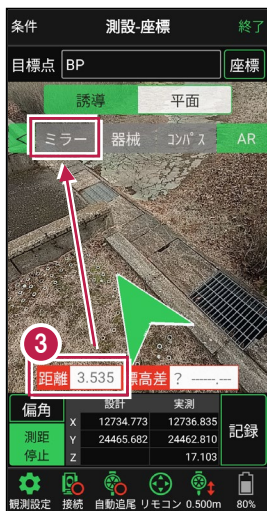 条件 測設-座標 終了
目標点 BP 座標
誘導 平面
< ミラー 器械 コンパス AR
3
距離 3.535 標高差 ? -----.---
偏角 設計 実測 記録
X 12734.773 12736.835
測距停止 Y 24465.682 24462.810
Z 17.103
観測設定 接続 自動追尾 リモコン 0.500m 80%